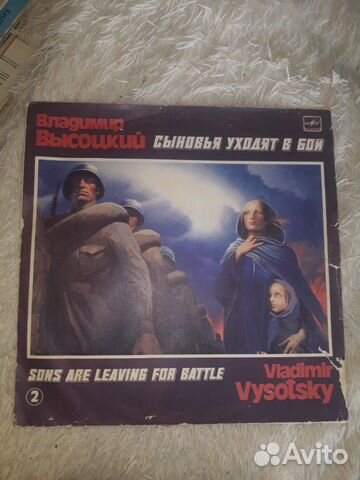 Владимир
Высоцкий СЫНОВЬЯ УХОДЯТ В БОЙ
SONS ARE LEAVING FOR BATTLE
Vladimir
Vysotsky
2
Avito